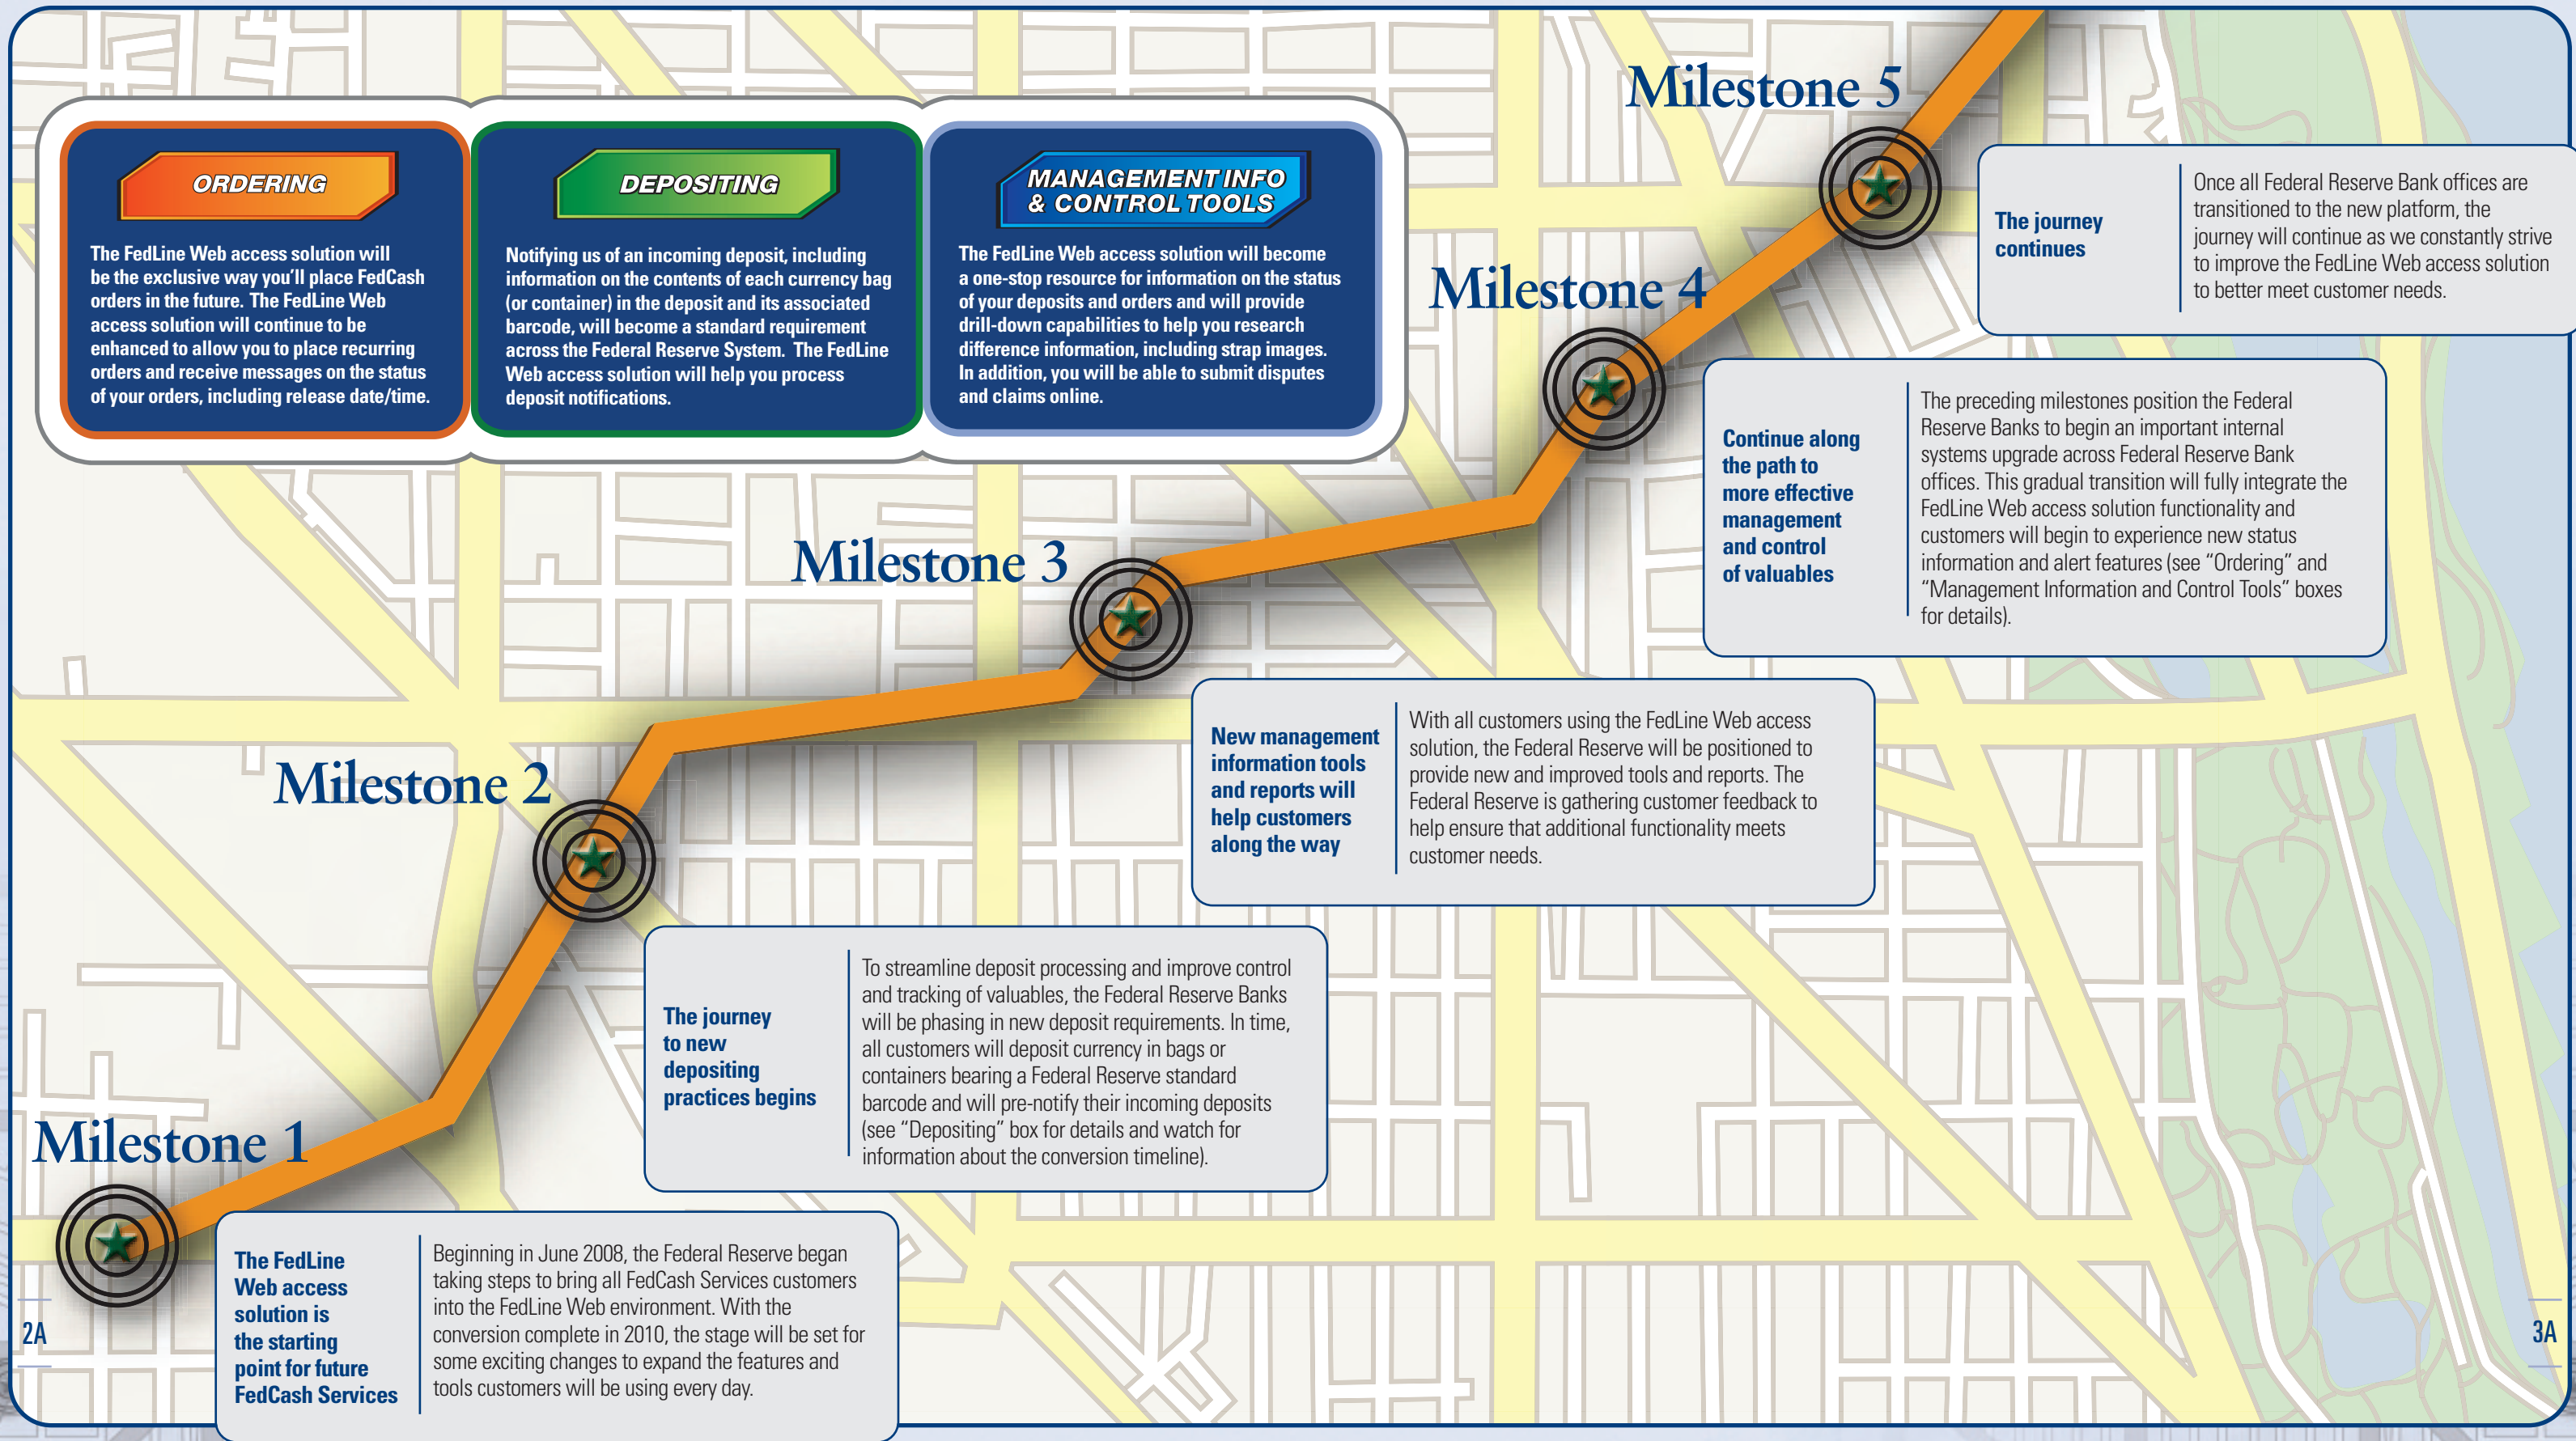 ORDERING
The FedLine Web access solution will
be the exclusive way you'll place FedCash
orders in the future. The FedLine Web
access solution will continue to be
enhanced to allow you to place recurring
orders and receive messages on the status
of your orders, including release date/time.
DEPOSITING
Notifying us of an incoming deposit, including
information on the contents of each currency bag
(or container) in the deposit and its associated
barcode, will become a standard requirement
across the Federal Reserve System.  The FedLine
Web access solution will help you process
deposit notifications.
MANAGEMENT INFO
& CONTROL TOOLS
The FedLine Web access solution will become
a one-stop resource for information on the status
of your deposits and orders and will provide
drill-down capabilities to help you research
difference information, including strap images.
In addition, you will be able to submit disputes
and claims online.
Milestone 5
The journey
continues
Once all Federal Reserve Bank offices are
transitioned to the new platform, the
journey will continue as we constantly strive
to improve the FedLine Web access solution
to better meet customer needs.
Milestone 4
Continue along
the path to
more effective
management
and control
of valuables
The preceding milestones position the Federal
Reserve Banks to begin an important internal
systems upgrade across Federal Reserve Bank
offices. This gradual transition will fully integrate the
FedLine Web access solution functionality and
customers will begin to experience new status
information and alert features (see “Ordering” and
“Management Information and Control Tools” boxes
for details).
Milestone 3
New management
information tools
and reports will
help customers
along the way
With all customers using the FedLine Web access
solution, the Federal Reserve will be positioned to
provide new and improved tools and reports. The
Federal Reserve is gathering customer feedback to
help ensure that additional functionality meets
customer needs.
Milestone 2
The journey
to new
depositing
practices begins
To streamline deposit processing and improve control
and tracking of valuables, the Federal Reserve Banks
will be phasing in new deposit requirements. In time,
all customers will deposit currency in bags or
containers bearing a Federal Reserve standard
barcode and will pre-notify their incoming deposits
(see “Depositing” box for details and watch for
information about the conversion timeline).
Milestone 1
The FedLine
Web access
solution is
the starting
point for future
FedCash Services
Beginning in June 2008, the Federal Reserve began
taking steps to bring all FedCash Services customers
into the FedLine Web environment. With the
conversion complete in 2010, the stage will be set for
some exciting changes to expand the features and
tools customers will be using every day.
2A
3A